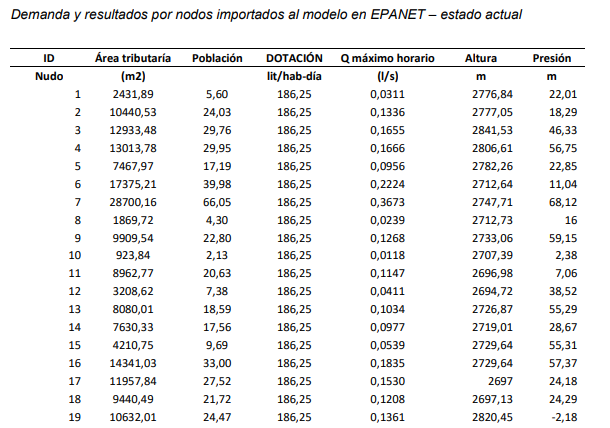 Demanda y resultados por nodos importados al modelo en EPANET – estado actual
ID Área tributaría Población DOTACIÓN Q máximo horario Altura Presión
Nudo (m2) lit/hab-día (l/s) m m
1 2431,89 5,60 186,25 0,0311 2776,84 22,01
2 10440,53 24,03 186,25 0,1336 2777,05 18,29
3 12933,48 29,76 186,25 0,1655 2841,53 46,33
4 13013,78 29,95 186,25 0,1666 2806,61 56,75
5 7467,97 17,19 186,25 0,0956 2782,26 22,85
6 17375,21 39,98 186,25 0,2224 2712,64 11,04
7 28700,16 66,05 186,25 0,3673 2747,71 68,12
8 1869,72 4,30 186,25 0,0239 2712,73 16
9 9909,54 22,80 186,25 0,1268 2733,06 59,15
10 923,84 2,13 186,25 0,0118 2707,39 2,38
11 8962,77 20,63 186,25 0,1147 2696,98 7,06
12 3208,62 7,38 186,25 0,0411 2694,72 38,52
13 8080,01 18,59 186,25 0,1034 2726,87 55,29
14 7630,33 17,56 186,25 0,0977 2719,01 28,67
15 4210,75 9,69 186,25 0,0539 2729,64 55,31
16 14341,03 33,00 186,25 0,1835 2729,64 57,37
17 11957,84 27,52 186,25 0,1530 2697 24,18
18 9440,49 21,72 186,25 0,1208 2697,13 24,29
19 10632,01 24,47 186,25 0,1361 2820,45 -2,18